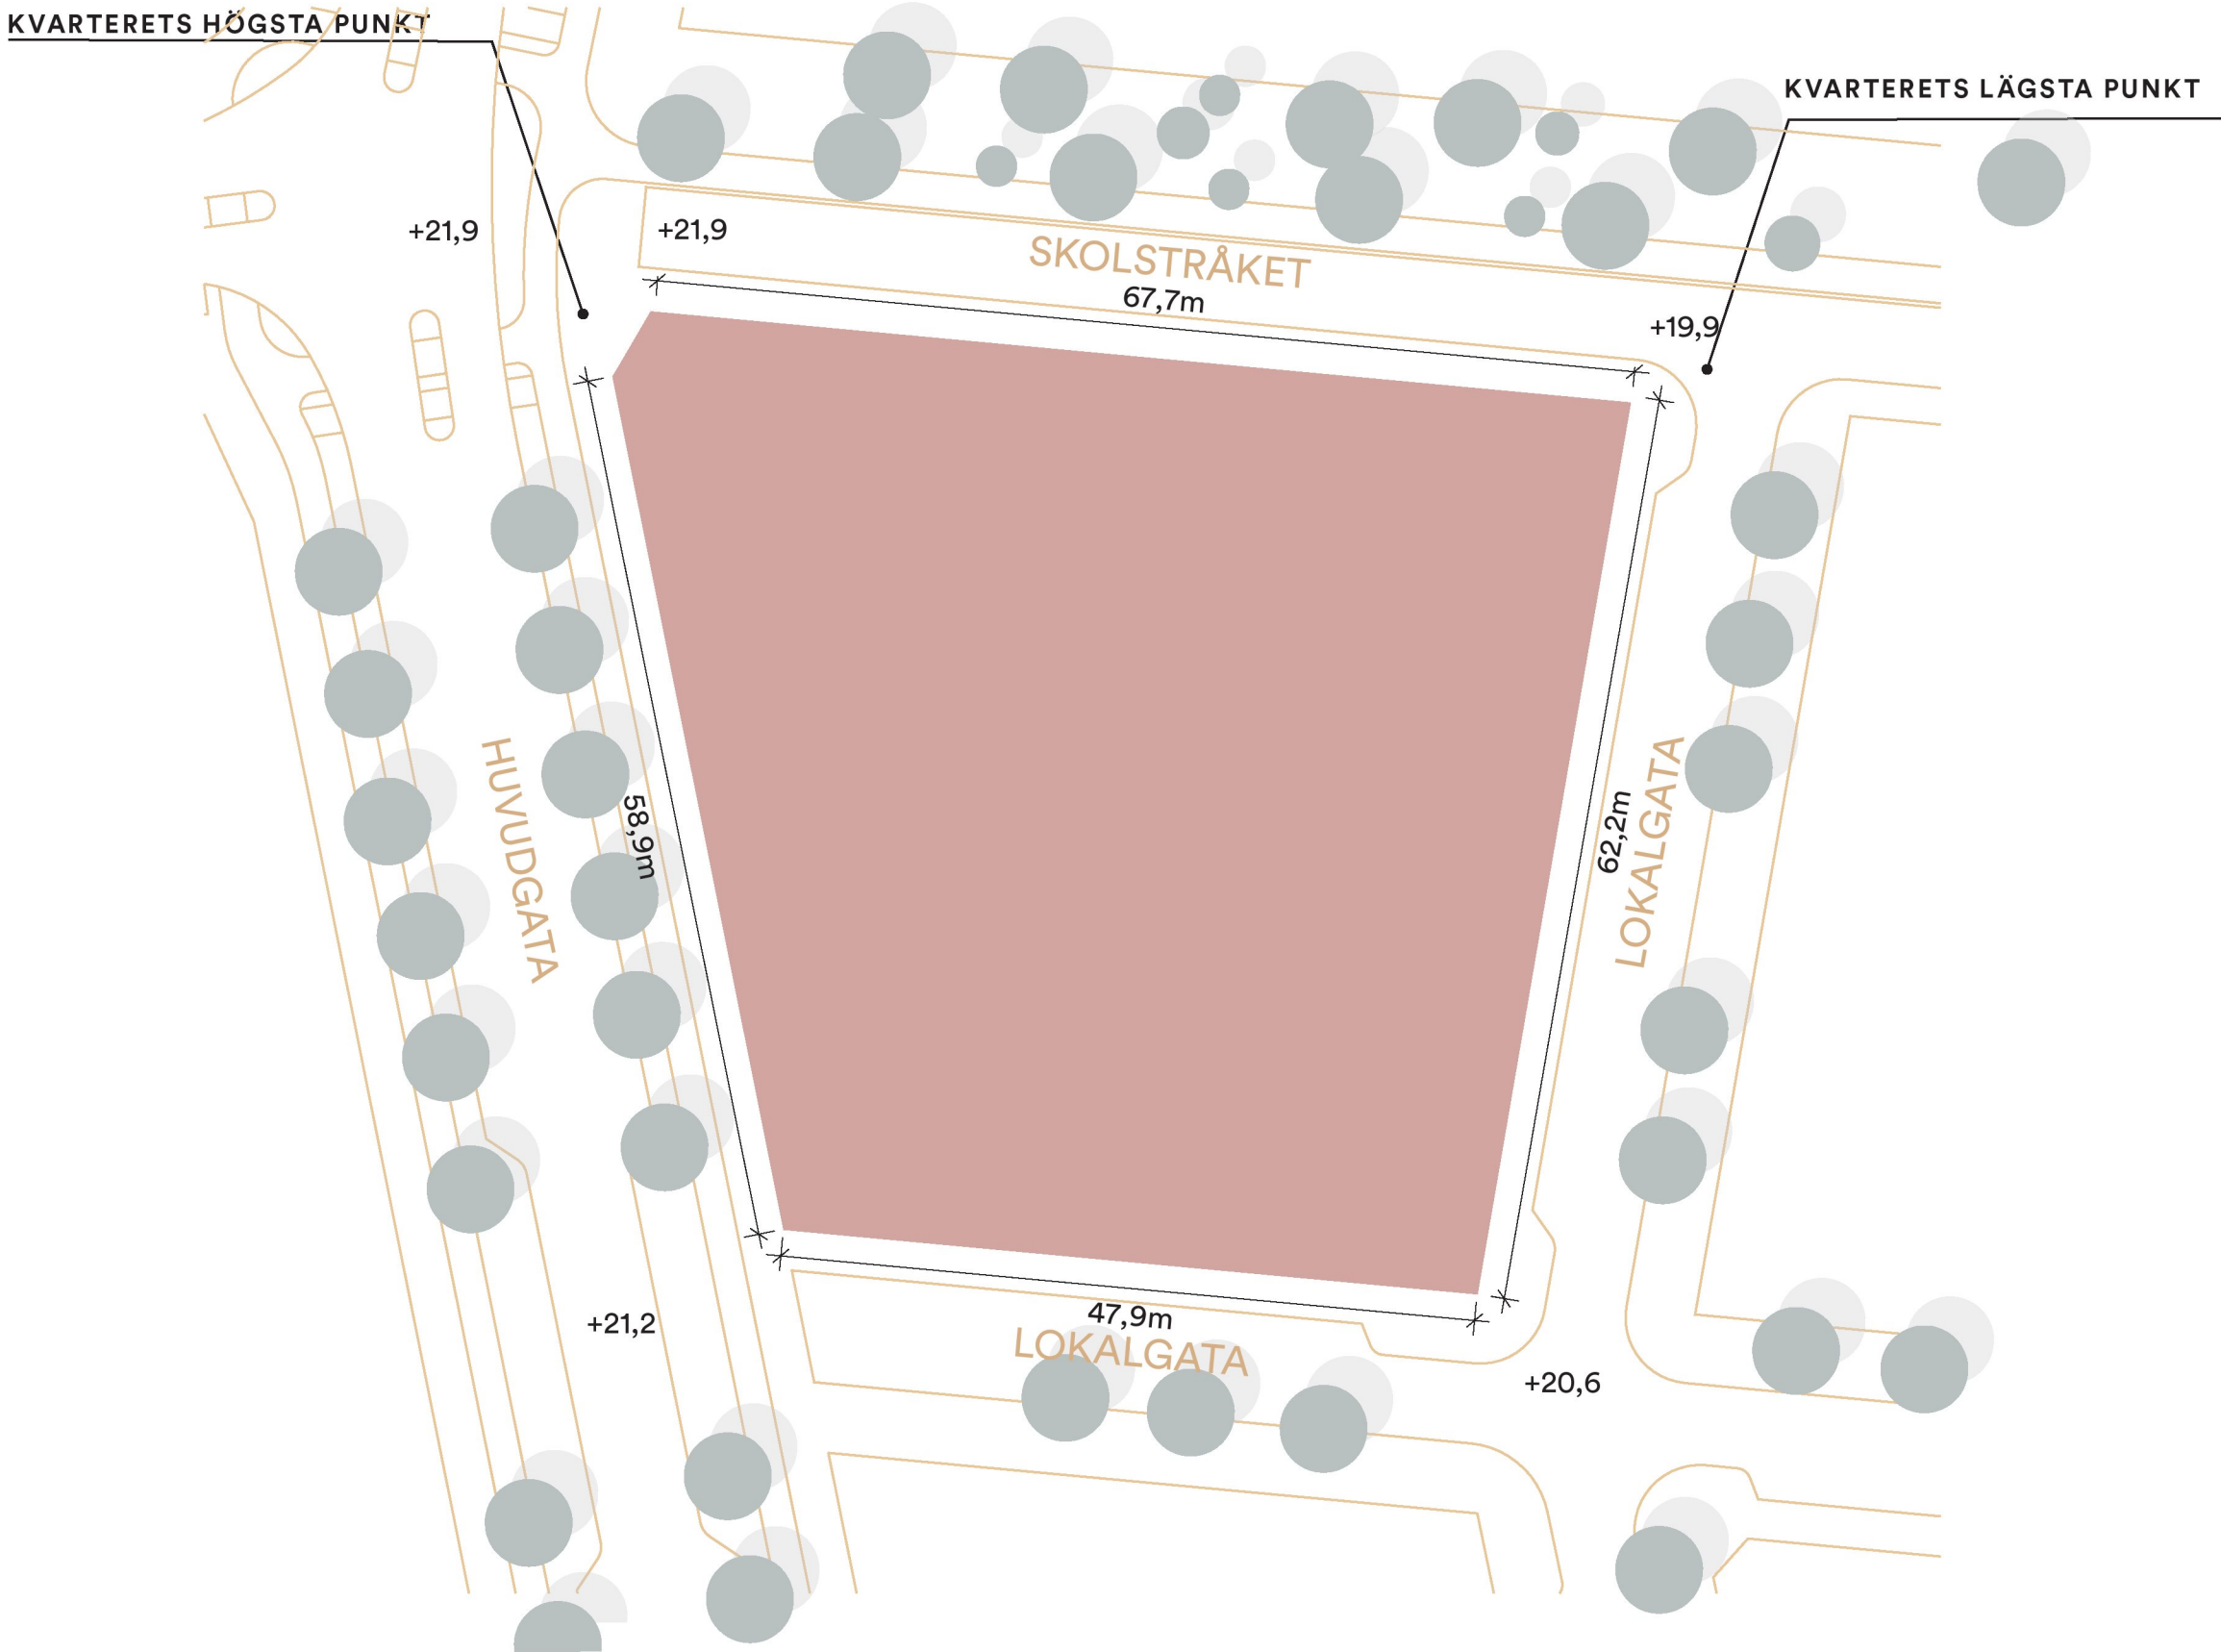 KVARTERETS HÖGSTA PUNKT
KVARTERETS LÄGSTA PUNKT
+21,9
+21,9
SKOLSTRÅKET
67,7m
+19,9
HUVUDGATA
58,9m
62,2m
LOKALGATA
+21,2
47,9m
LOKALGATA
+20,6